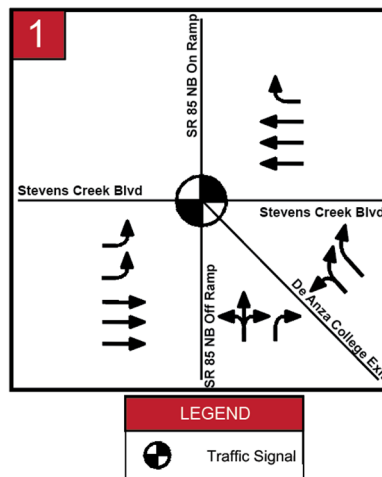 1
SR 85 NB On Ramp
Stevens Creek Blvd
Stevens Creek Blvd
SR 85 NB Off Ramp
De Anza College
LEGEND
Traffic Signal